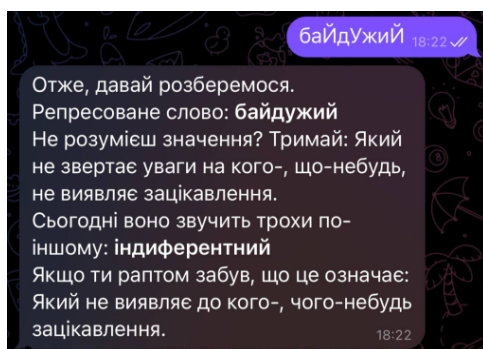 баЙдУжиЙ 18:22
Отже, давай розберемося.
Репресоване слово: байдужий
Не розумієш значення? Тримай: Який
не звертає уваги на кого-, що-небудь,
не виявляє зацікавлення.
Сьогодні воно звучить трохи по-
іншому: індиферентний
Якщо ти раптом забув, що це означає:
Який не виявляє до кого-, чого-небудь
зацікавлення.
18:22